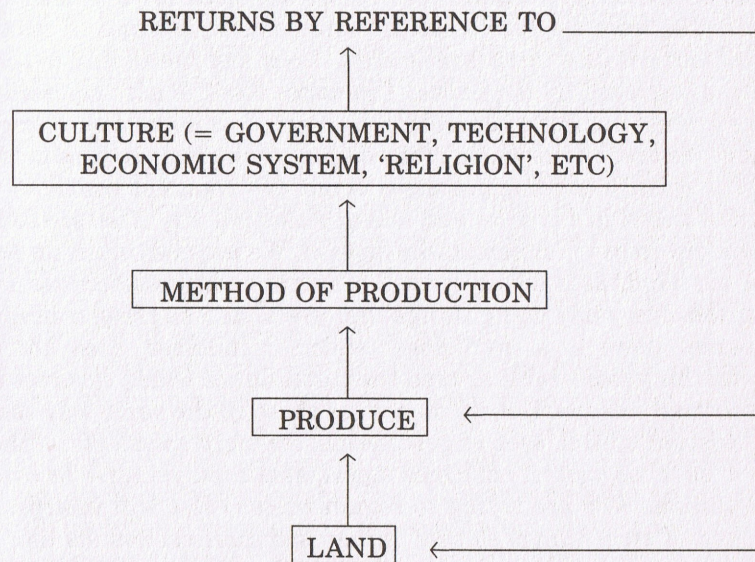 RETURNS BY REFERENCE TO
CULTURE (= GOVERNMENT, TECHNOLOGY,
ECONOMIC SYSTEM, ‘RELIGION’, ETC)
METHOD OF PRODUCTION
PRODUCE
LAND